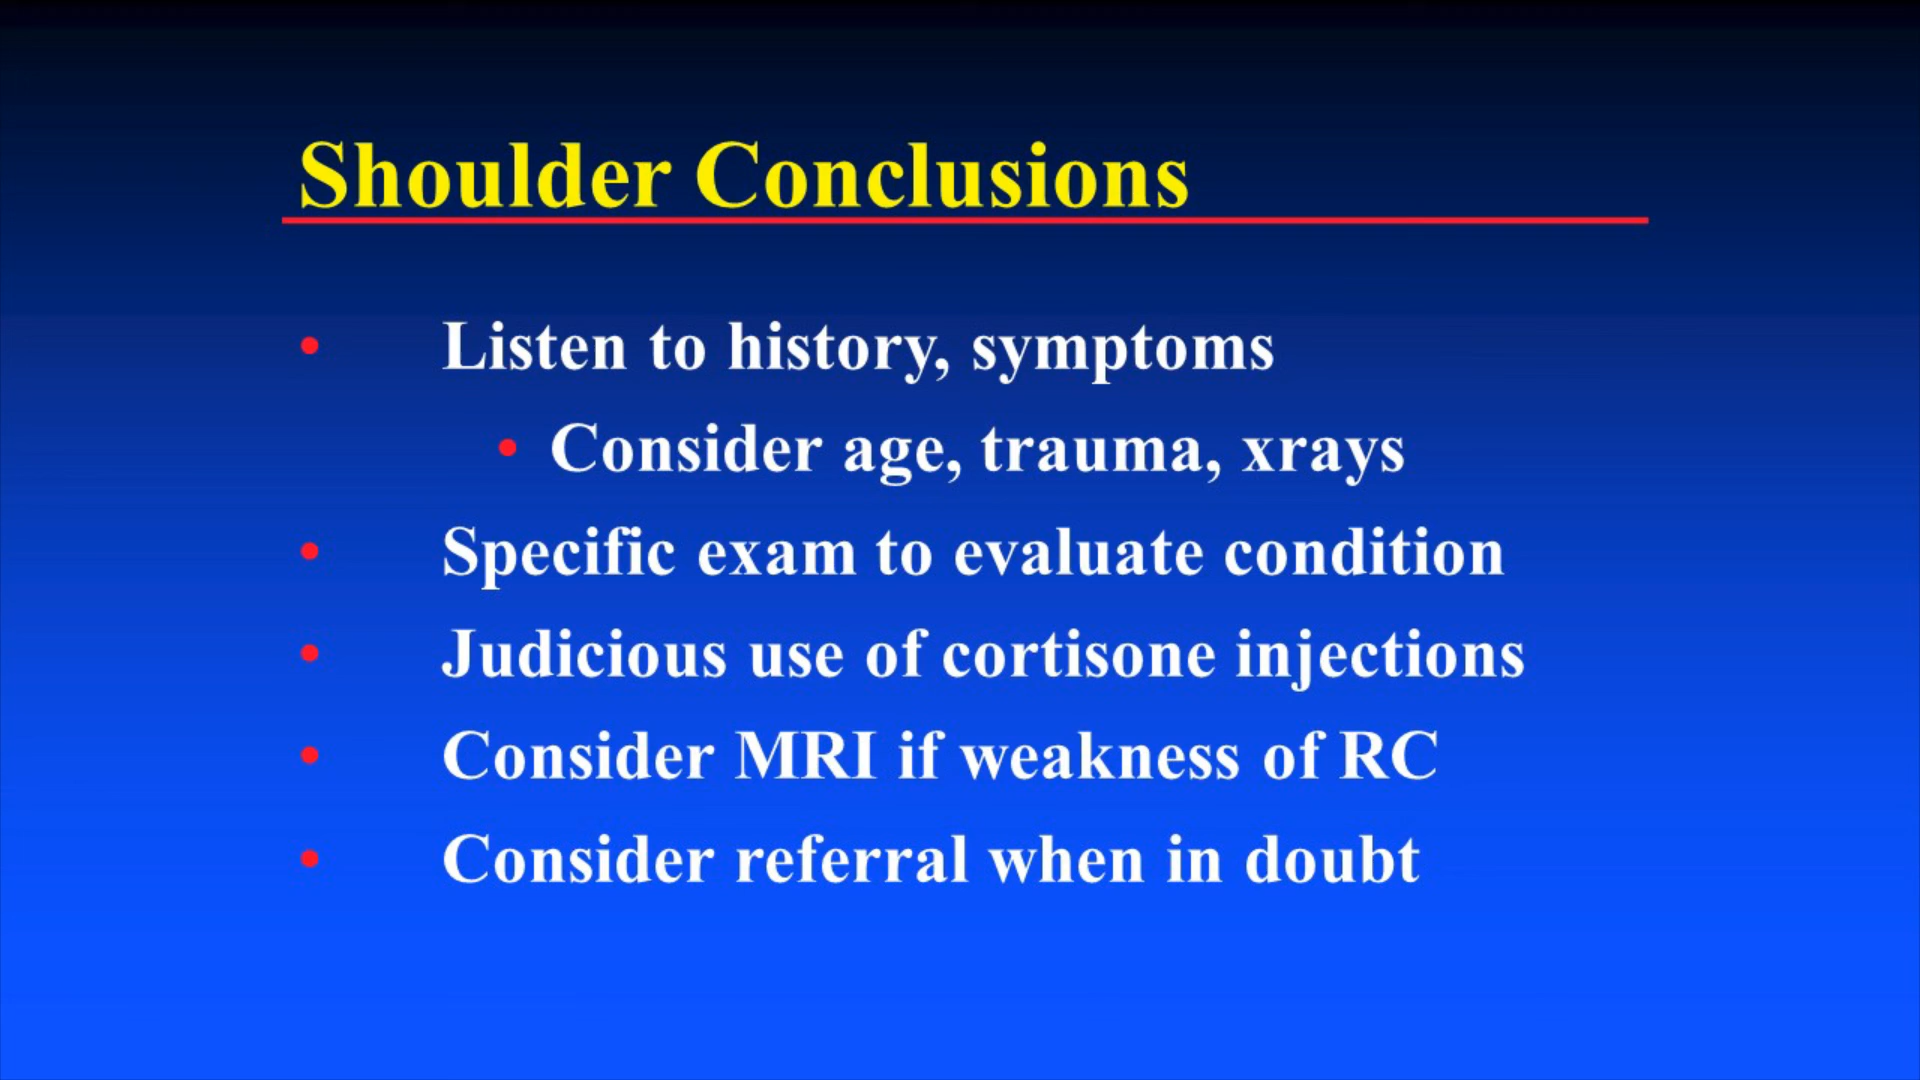 Shoulder Conclusions
• Listen to history, symptoms
• Consider age, trauma, xrays
• Specific exam to evaluate condition
• Judicious use of cortisone injections
• Consider MRI if weakness of RC
• Consider referral when in doubt